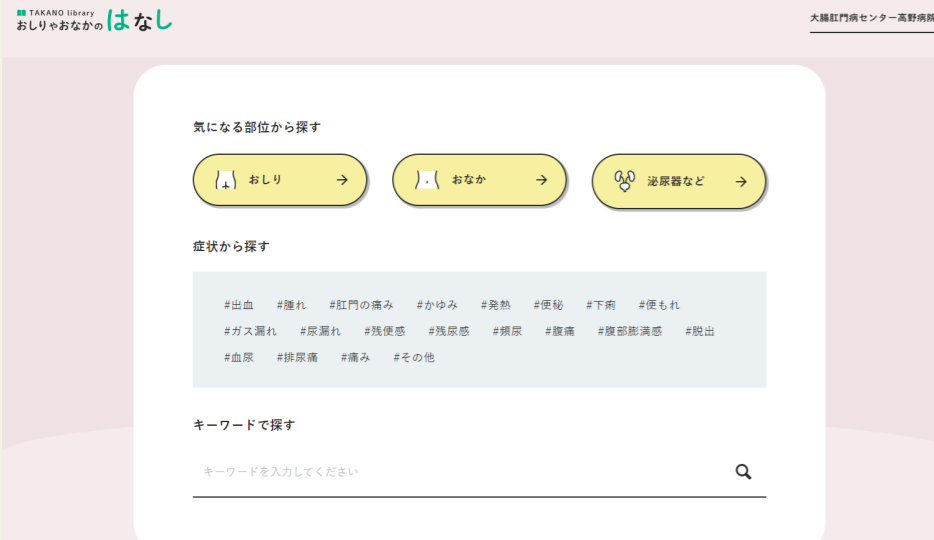 TAKANO library
おしりやおなかの はなし
大腸肛門病センター高野病院
気になる部位から探す
おしり
おなか
泌尿器など
症状から探す
#出血 #腫れ #肛門の痛み #かゆみ #発熱 #便秘 #下痢 #便もれ
#ガス漏れ #尿漏れ #残便感 #残尿感 #頻尿 #腹痛 #腹部膨満感 #脱出
#血尿 #排尿痛 #痛み #その他
キーワードで探す
キーワードを入力してください